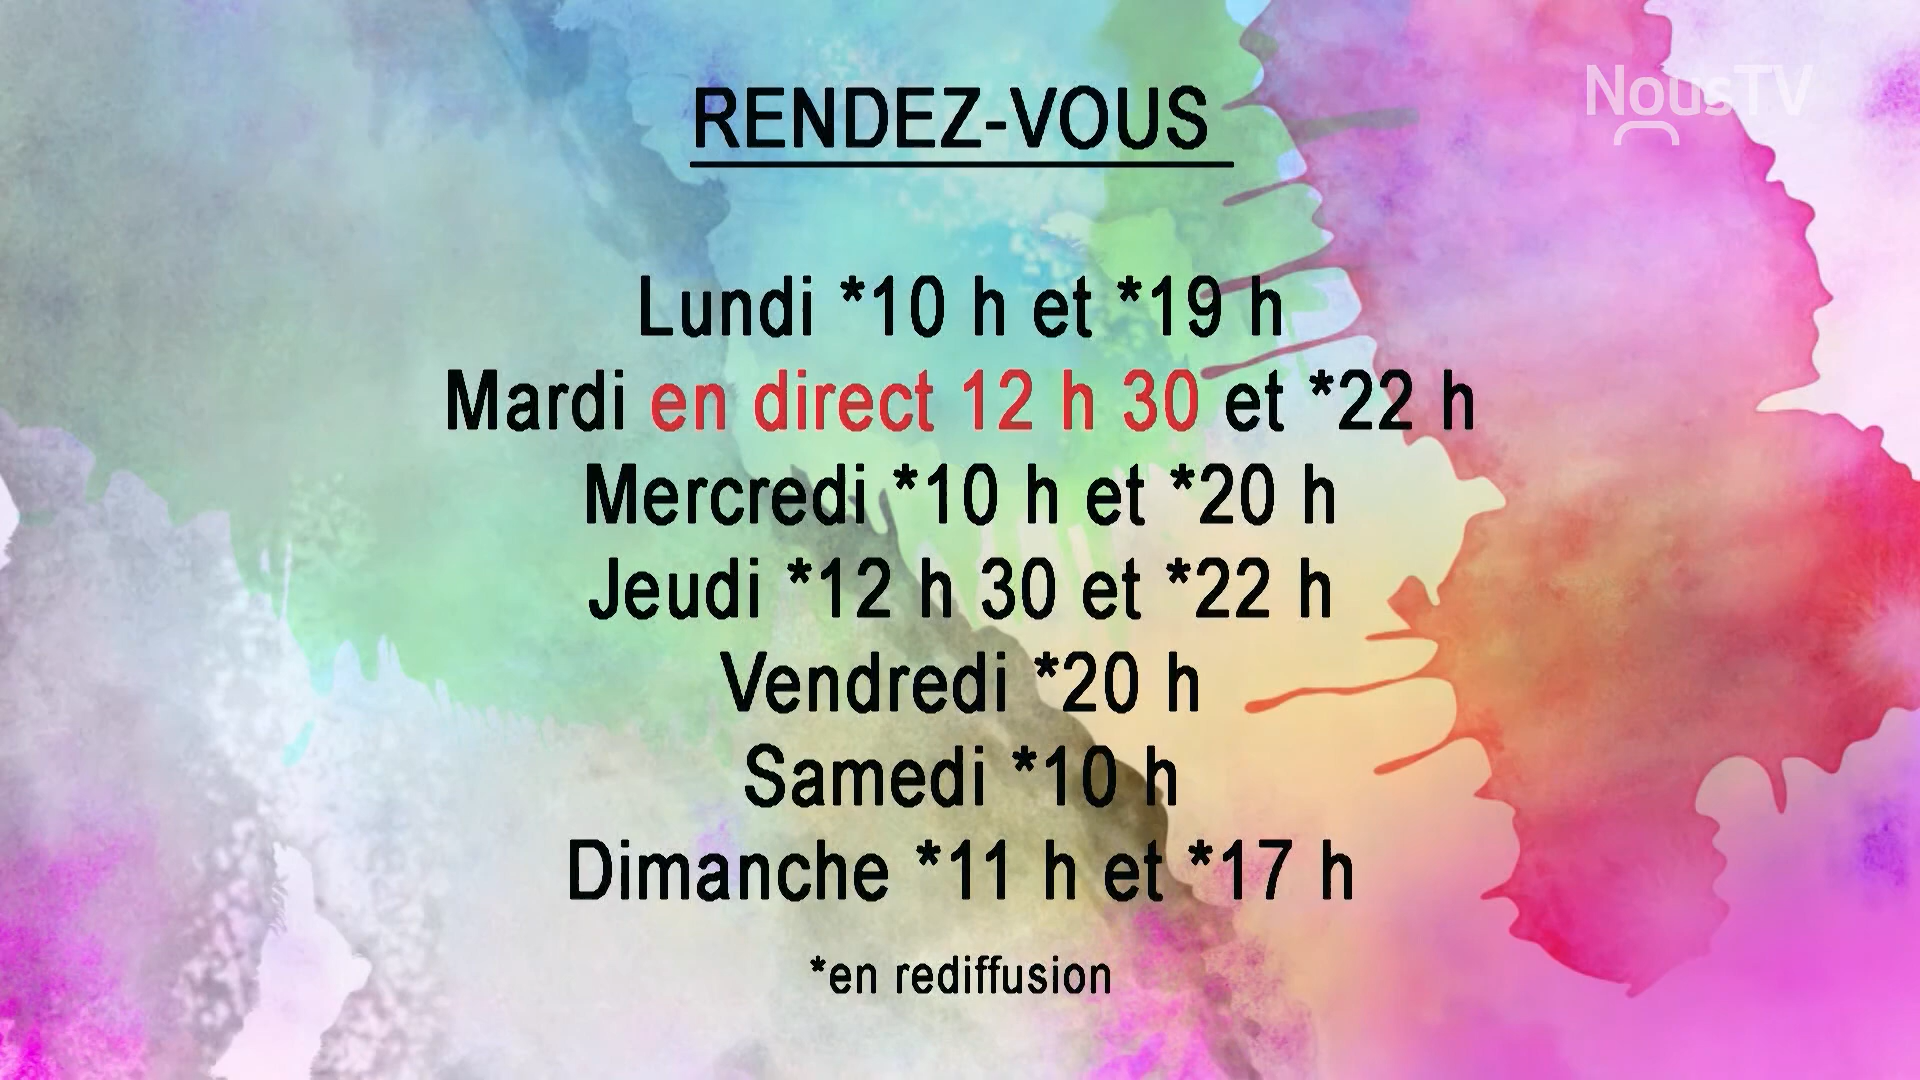 NousTV
RENDEZ-VOUS
Lundi *10 h et *19 h
Mardi en direct 12 h 30 et *22 h
Mercredi *10 h et *20 h
Jeudi *12 h 30 et *22 h
Vendredi *20 h
Samedi *10 h
Dimanche *11 h et *17 h
*en rediffusion